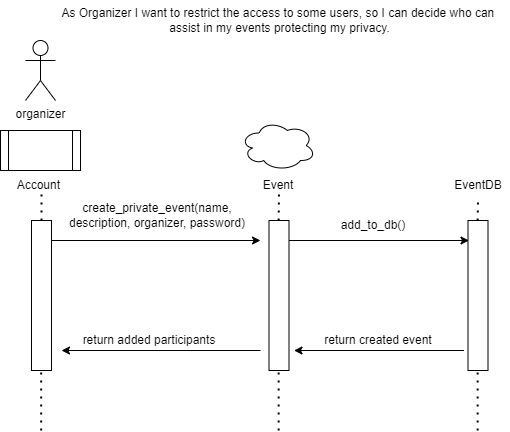 As Organizer I want to restrict the access to some users, so I can decide who can
assist in my events protecting my privacy.
organizer
Account
Event
EventDB
create_private_event(name,
description, organizer, password)
add_to_db()
return added participants
return created event